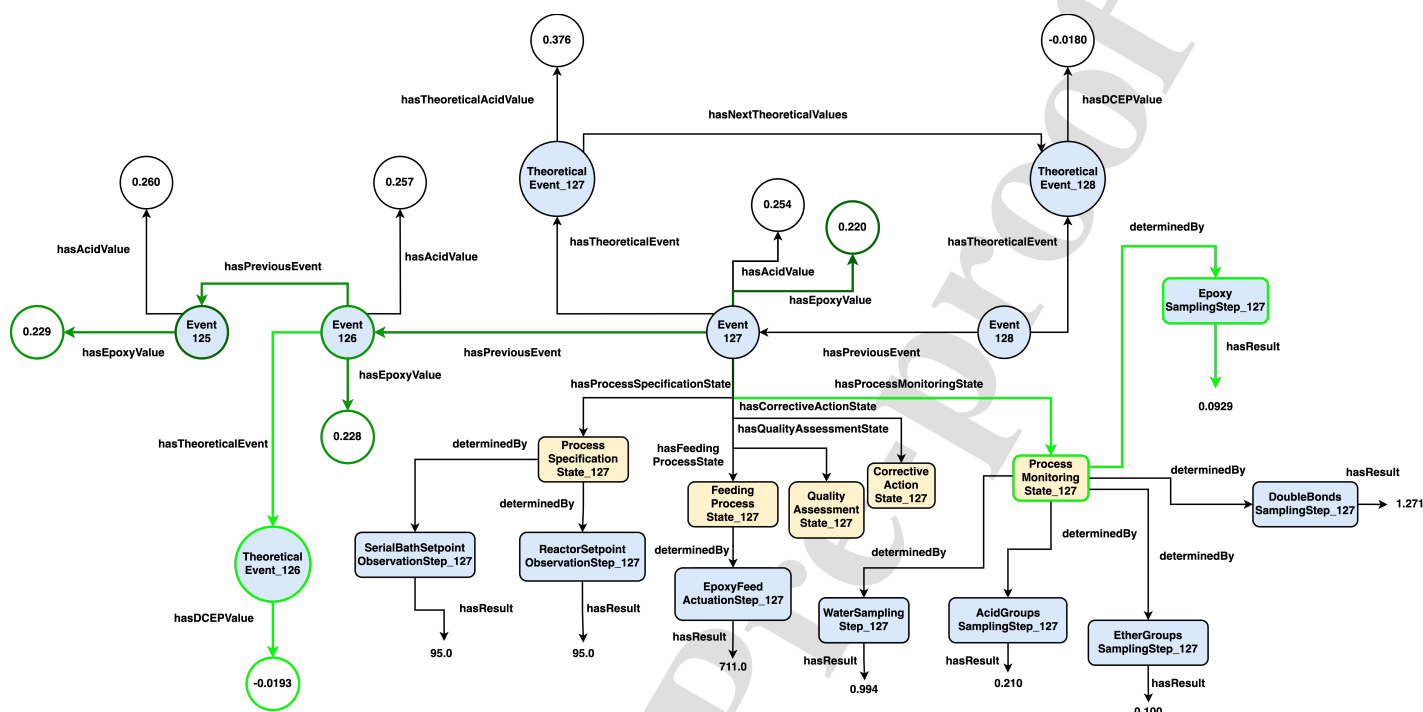 0.376
-0.0180
hasTheoreticalAcidValue
hasDCEPValue
hasNextTheoreticalValues
Theoretical
Event_127
Theoretical
Event_128
0.260
0.257
0.254
0.220
determinedBy
hasAcidValue
hasAcidValue
hasTheoreticalEvent
hasTheoreticalEvent
hasPreviousEvent
hasAcidValue
hasEpoxyValue
Epoxy
SamplingStep_127
0.229
Event
125
Event
126
Event
127
Event
128
hasEpoxyValue
hasPreviousEvent
hasPreviousEvent
hasResult
hasEpoxyValue
hasProcessSpecificationState
hasProcessMonitoringState
0.0929
hasCorrectiveActionState
hasQualityAssessmentState
0.228
hasTheoreticalEvent
determinedBy
Process
Specification
State_127
hasFeeding
ProcessState
Corrective
Action
State_127
Process
Monitoring
State_127
determinedBy
hasResult
Feeding
Process
State_127
Quality
Assessment
State_127
DoubleBonds
SamplingStep_127
1.271
determinedBy
Theoretical
Event_126
SerialBathSetpoint
ObservationStep_127
ReactorSetpoint
ObservationStep_127
determinedBy
determinedBy
determinedBy
determinedBy
EpoxyFeed
ActuationStep_127
WaterSampling
Step_127
AcidGroups
SamplingStep_127
EtherGroups
SamplingStep_127
hasDCEPValue
hasResult
hasResult
hasResult
hasResult
hasResult
hasResult
95.0
95.0
711.0
0.994
0.210
0.100
-0.0193